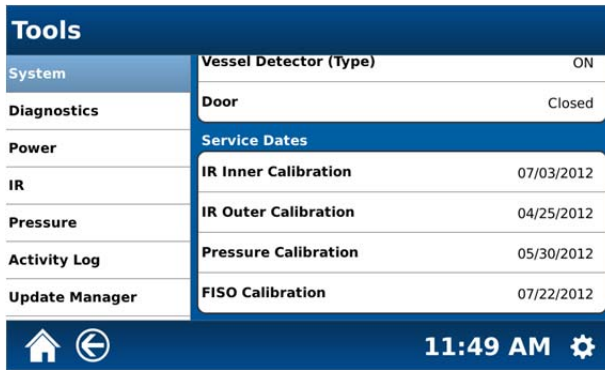 Tools
System
Diagnostics
Power
IR
Pressure
Activity Log
Update Manager
Vessel Detector (Type) ON
Door Closed
Service Dates
IR Inner Calibration 07/03/2012
IR Outer Calibration 04/25/2012
Pressure Calibration 05/30/2012
FISO Calibration 07/22/2012
11:49 AM